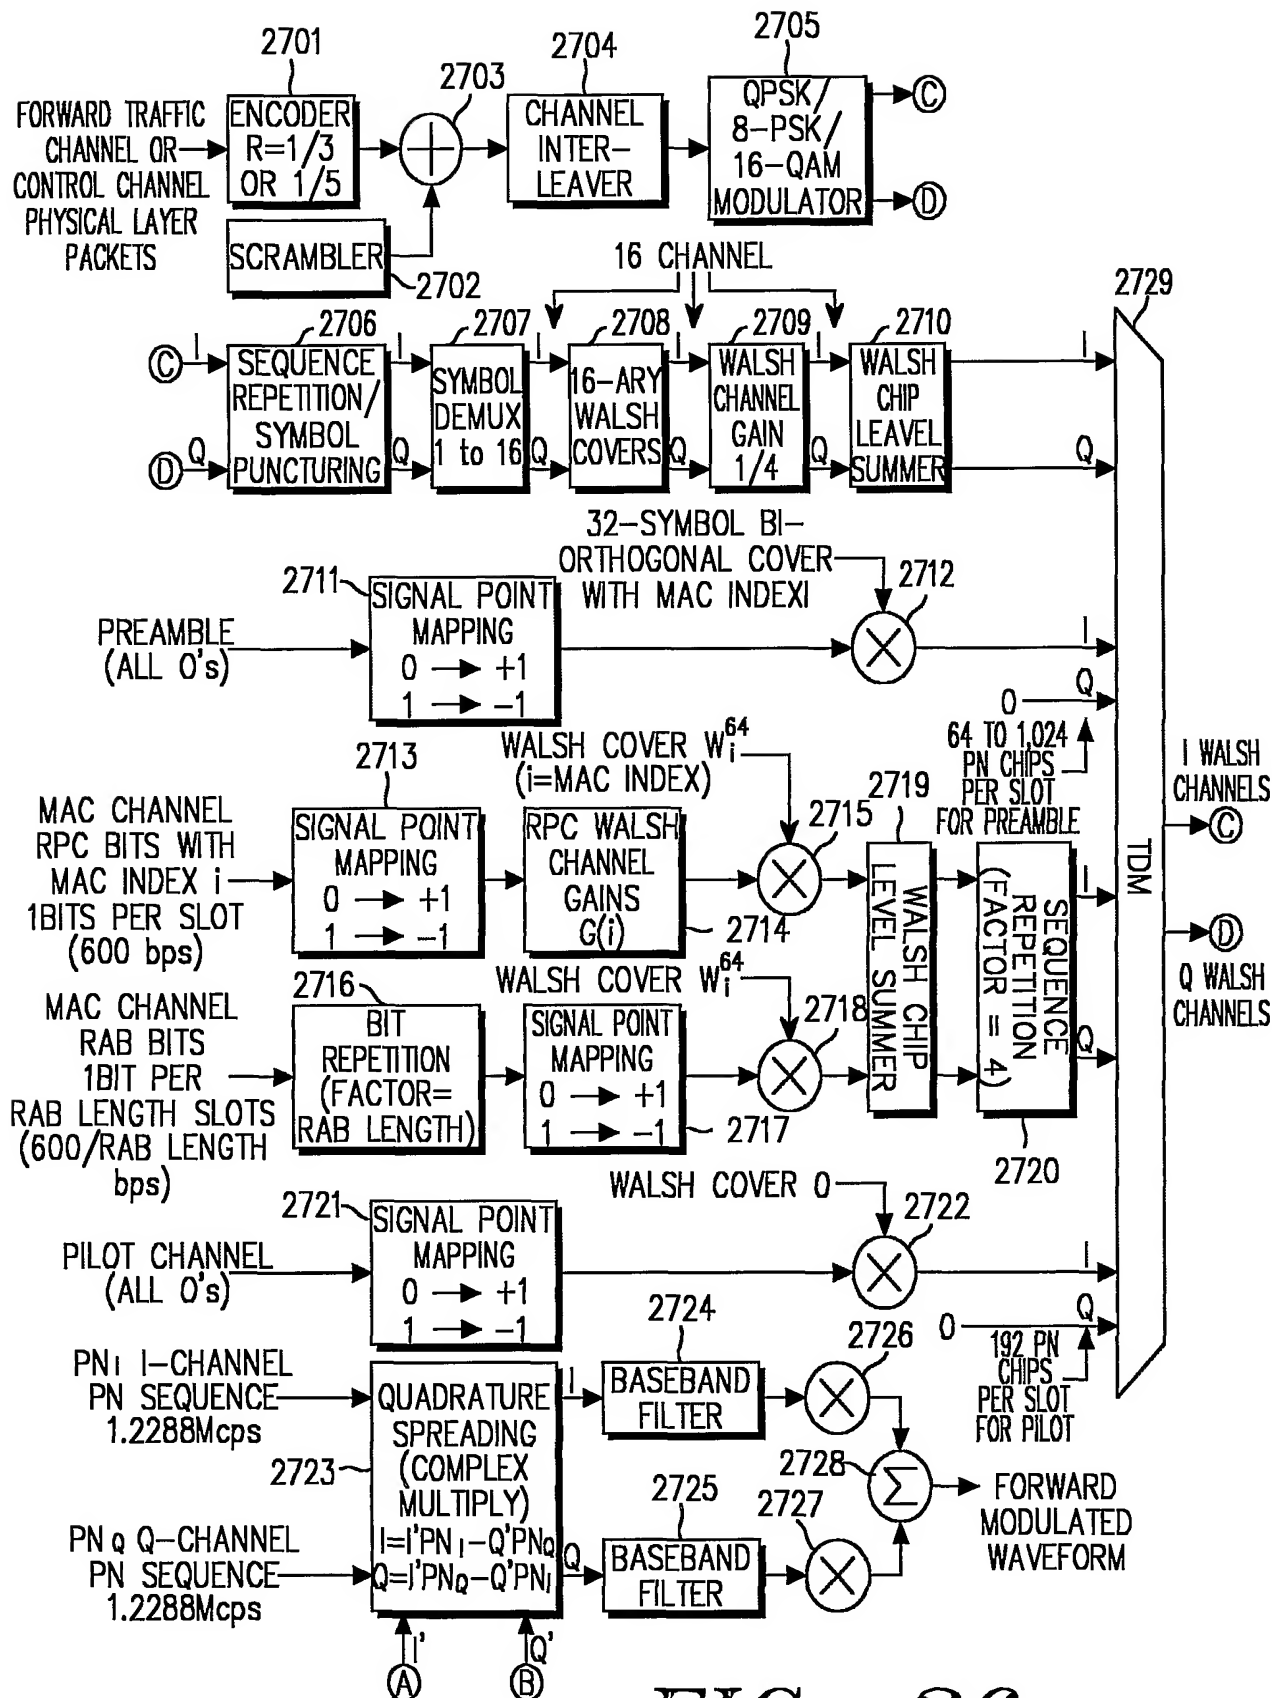 2701
2703
2704
2705
FORWARD TRAFFIC
CHANNEL OR
CONTROL CHANNEL
PHYSICAL LAYER
PACKETS
ENCODER
R=1/3
OR 1/5
CHANNEL
INTER-
LEAVER
QPSK/
8-PSK/
16-QAM
MODULATOR
C
D
SCRAMBLER
2702
16 CHANNEL
2729
2706
2707
2708
2709
2710
C
I
D
Q
SEQUENCE
REPETITION/
SYMBOL
PUNCTURING
I
Q
SYMBOL
DEMUX
1 to 16
I
Q
16-ARY
WALSH
COVERS
I
Q
WALSH
CHANNEL
GAIN
1/4
I
Q
WALSH
CHIP
LEAVEL
SUMMER
I
Q
32-SYMBOL BI-
ORTHOGONAL COVER
WITH MAC INDEXI
2711
2712
PREAMBLE
(ALL 0's)
SIGNAL POINT
MAPPING
0 → +1
1 → -1
I
0
Q
64 TO 1,024
PN CHIPS
PER SLOT
FOR PREAMBLE
WALSH COVER W_i^64
(i=MAC INDEX)
2713
2715
2719
MAC CHANNEL
RPC BITS WITH
MAC INDEX i
1BITS PER SLOT
(600 bps)
SIGNAL POINT
MAPPING
0 → +1
1 → -1
RPC WALSH
CHANNEL
GAINS
G(i)
2714
WALSH CHIP
LEVEL SUMMER
SEQUENCE
REPETITION
(FACTOR = 4)
I
Q
TDM
I WALSH
CHANNELS
C
D
Q WALSH
CHANNELS
WALSH COVER W_i^64
2716
2718
MAC CHANNEL
RAB BITS
1BIT PER
RAB LENGTH SLOTS
(600/RAB LENGTH
bps)
BIT
REPETITION
(FACTOR=
RAB LENGTH)
SIGNAL POINT
MAPPING
0 → +1
1 → -1
2717
2720
WALSH COVER 0
2721
2722
PILOT CHANNEL
(ALL 0's)
SIGNAL POINT
MAPPING
0 → +1
1 → -1
I
0
Q
192 PN
CHIPS
PER SLOT
FOR PILOT
2724
2726
PN I I-CHANNEL
PN SEQUENCE
1.2288Mcps
2723
QUADRATURE
SPREADING
(COMPLEX
MULTIPLY)
I=I'PN I-Q'PN Q
Q=I'PN Q-Q'PN I
I
BASEBAND
FILTER
2728
Σ
FORWARD
MODULATED
WAVEFORM
2725
2727
PN Q Q-CHANNEL
PN SEQUENCE
1.2288Mcps
Q
BASEBAND
FILTER
I'
Q'
A
B